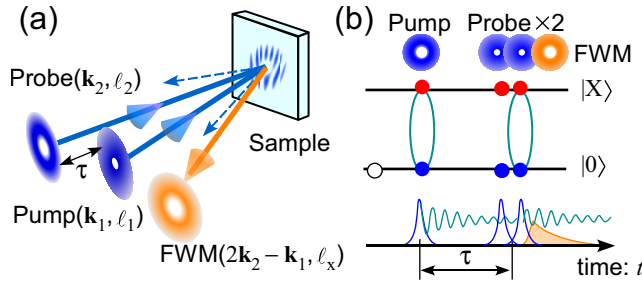 (a)
Probe(k₂, ℓ₂)
τ
Pump(k₁, ℓ₁)
Sample
FWM(2k₂ − k₁, ℓₓ)
(b)
Pump
Probe ×2
FWM
|X⟩
|0⟩
τ
time: t